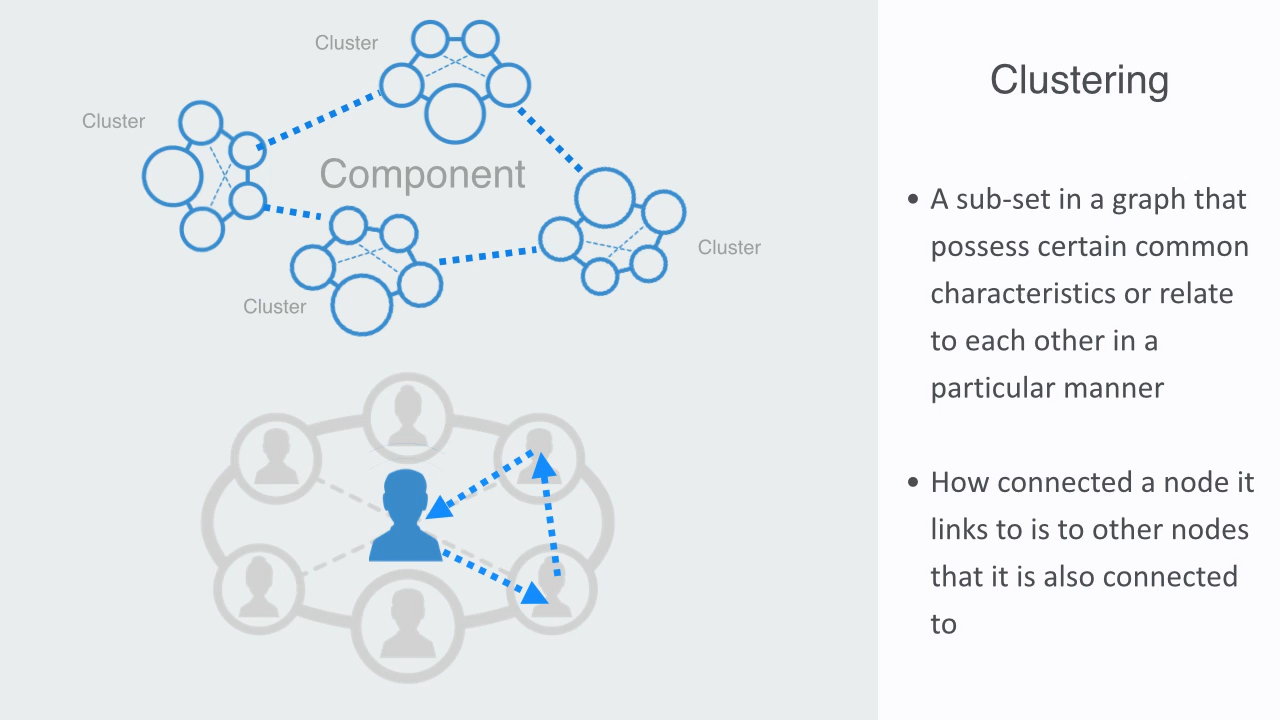 Cluster
Cluster
Component
Cluster
Cluster
Clustering
• A sub-set in a graph that
possess certain common
characteristics or relate
to each other in a
particular manner
• How connected a node it
links to is to other nodes
that it is also connected
to